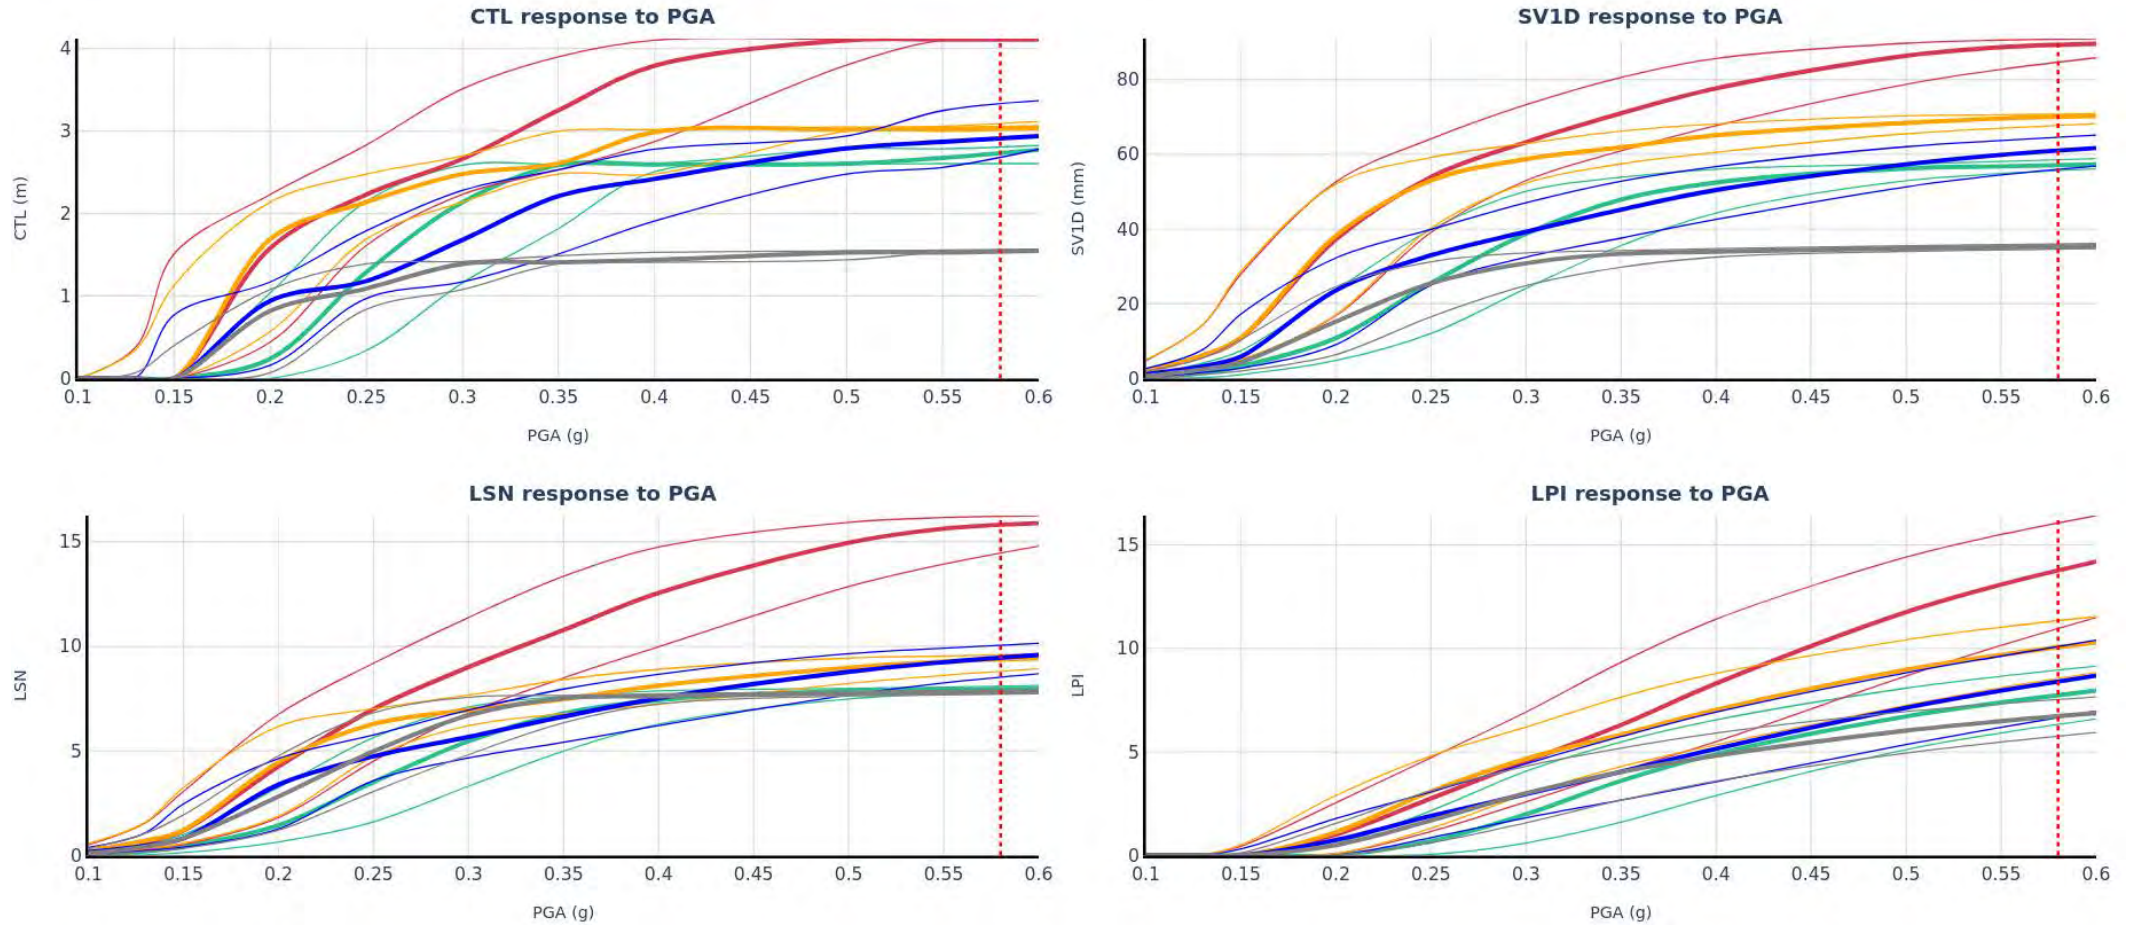 CTL response to PGA
CTL (m)
4
3
2
1
0
0.1 0.15 0.2 0.25 0.3 0.35 0.4 0.45 0.5 0.55 0.6
PGA (g)
SV1D response to PGA
SV1D (mm)
80
60
40
20
0
0.1 0.15 0.2 0.25 0.3 0.35 0.4 0.45 0.5 0.55 0.6
PGA (g)
LSN response to PGA
LSN
15
10
5
0
0.1 0.15 0.2 0.25 0.3 0.35 0.4 0.45 0.5 0.55 0.6
PGA (g)
LPI response to PGA
LPI
15
10
5
0
0.1 0.15 0.2 0.25 0.3 0.35 0.4 0.45 0.5 0.55 0.6
PGA (g)